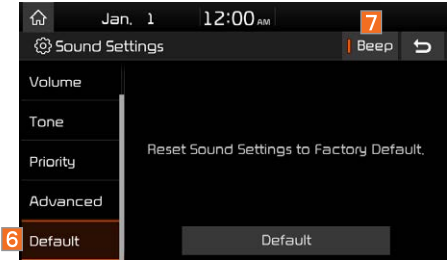 Jan. 1 12:00 AM
7
Sound Settings Beep
Volume
Tone
Priority
Reset Sound Settings to Factory Default.
Advanced
6 Default Default